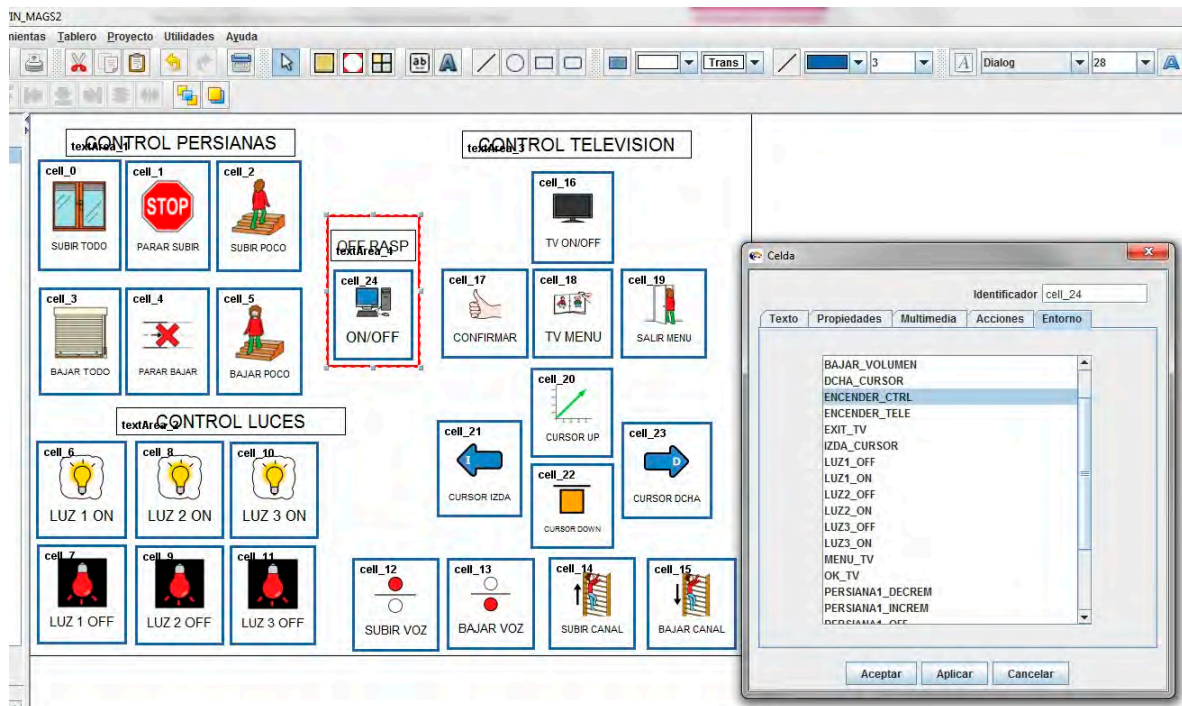 VIN_MAGS2
mientas Tablero Proyecto Utilidades Ayuda
ab A Trans 3 A Dialog 28 A
CONTROL PERSIANAS
textArea_1
cell_0 cell_1 cell_2
STOP
SUBIR TODO PARAR SUBIR SUBIR POCO
cell_3 cell_4 cell_5
BAJAR TODO PARAR BAJAR BAJAR POCO
OFF RASP
textArea_4
cell_24
ON/OFF
CONTROL TELEVISION
textArea_3
cell_16
TV ON/OFF
cell_17 cell_18 cell_19
CONFIRMAR TV MENU SALIR MENU
cell_20
CURSOR UP
cell_21 cell_23
I D
CURSOR IZDA CURSOR DCHA
cell_22
CURSOR DOWN
CONTROL LUCES
textArea_2
cell_6 cell_8 cell_10
LUZ 1 ON LUZ 2 ON LUZ 3 ON
cell_7 cell_9 cell_11
LUZ 1 OFF LUZ 2 OFF LUZ 3 OFF
cell_12 cell_13 cell_14 cell_15
SUBIR VOZ BAJAR VOZ SUBIR CANAL BAJAR CANAL
Celda
Identificador cell_24
Texto Propiedades Multimedia Acciones Entorno
BAJAR_VOLUMEN
DCHA_CURSOR
ENCENDER_CTRL
ENCENDER_TELE
EXIT_TV
IZDA_CURSOR
LUZ1_OFF
LUZ1_ON
LUZ2_OFF
LUZ2_ON
LUZ3_OFF
LUZ3_ON
MENU_TV
OK_TV
PERSIANA1_DECREM
PERSIANA1_INCREM
PERSIANA1_OFF
Aceptar Aplicar Cancelar